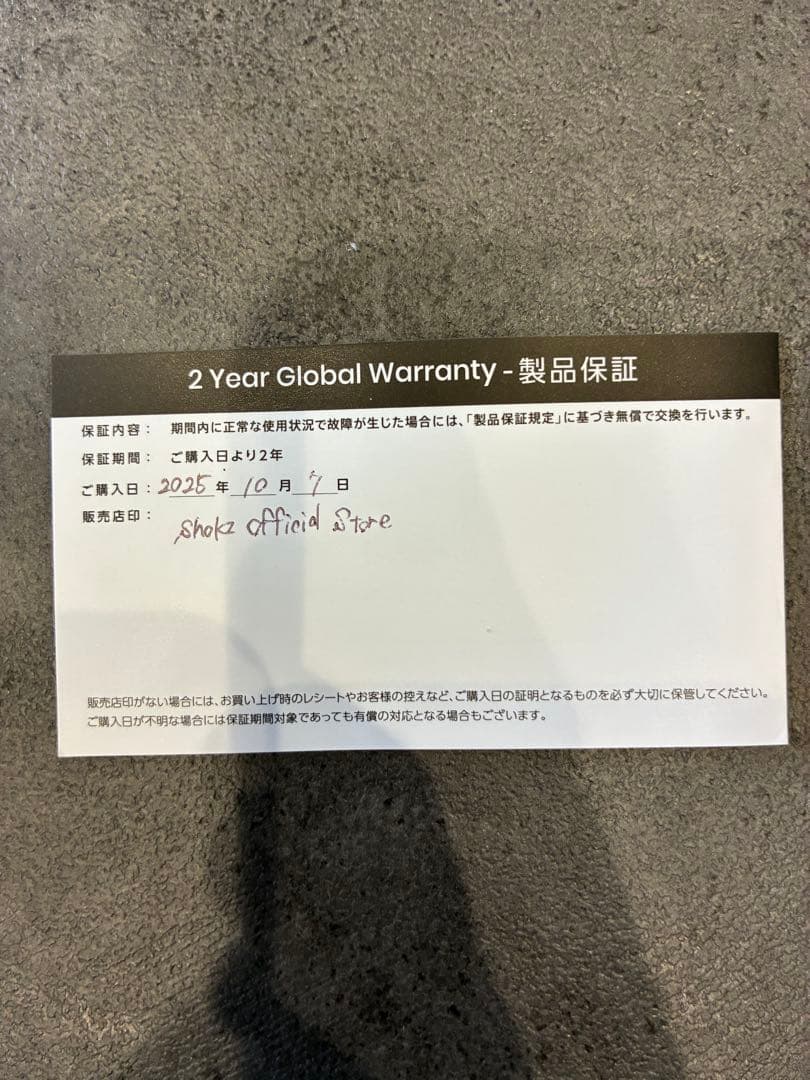 2 Year Global Warranty - 製品保証
保証内容： 期間内に正常な使用状況で故障が生じた場合には、「製品保証規定」に基づき無償で交換を行います。
保証期間： ご購入日より2年
ご購入日：2025年10月7日
販売店印： Shokz Official Store
販売店印がない場合には、お買い上げ時のレシートやお客様の控えなど、ご購入日の証明となるものを必ず大切に保管してください。
ご購入日が不明な場合には保証期間対象であっても有償の対応となる場合もございます。